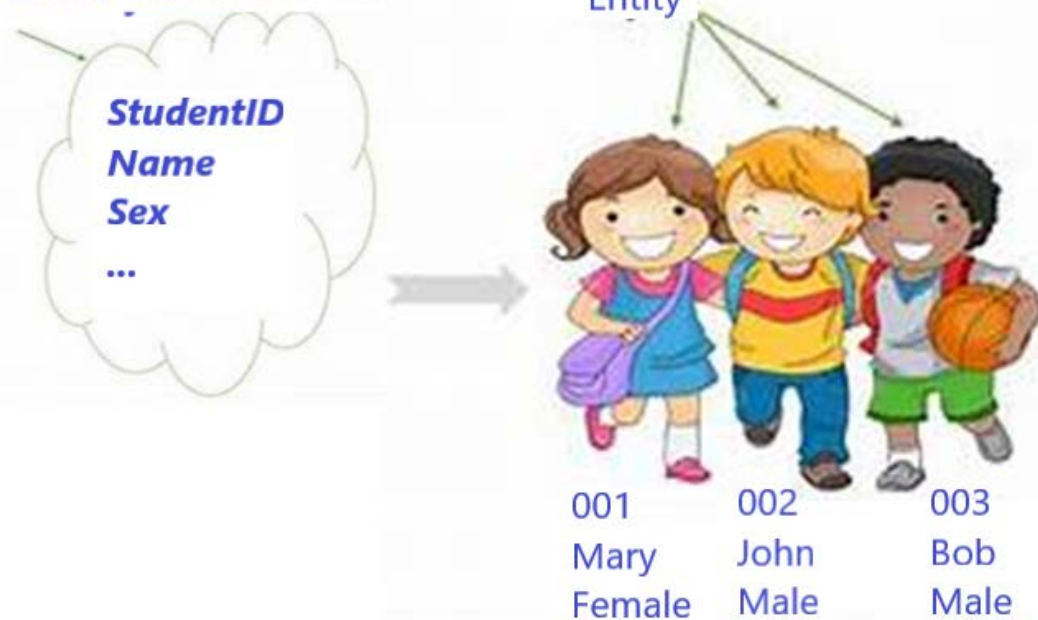 Entity
StudentID
Name
Sex
...
001
Mary
Female
002
John
Male
003
Bob
Male